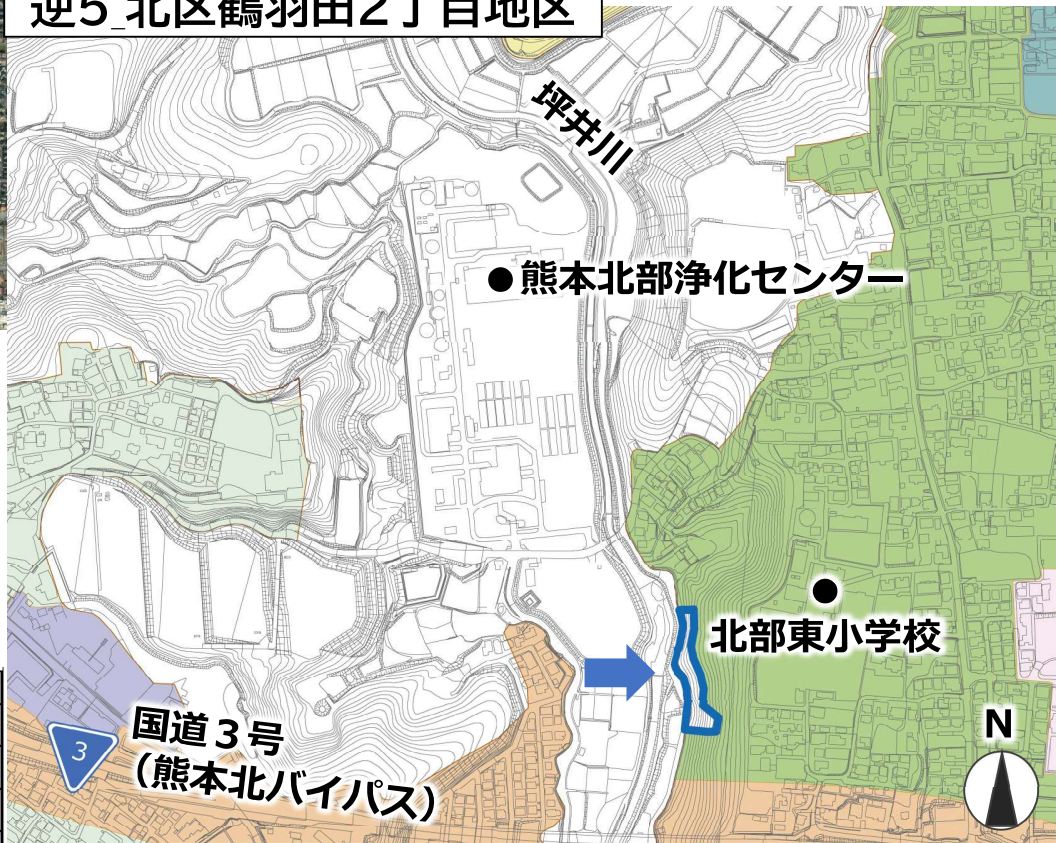 逆5_北区鶴羽田2丁目地区
坪井川
熊本北部浄化センター
北部東小学校
国道3号
(熊本北バイパス)
3
N